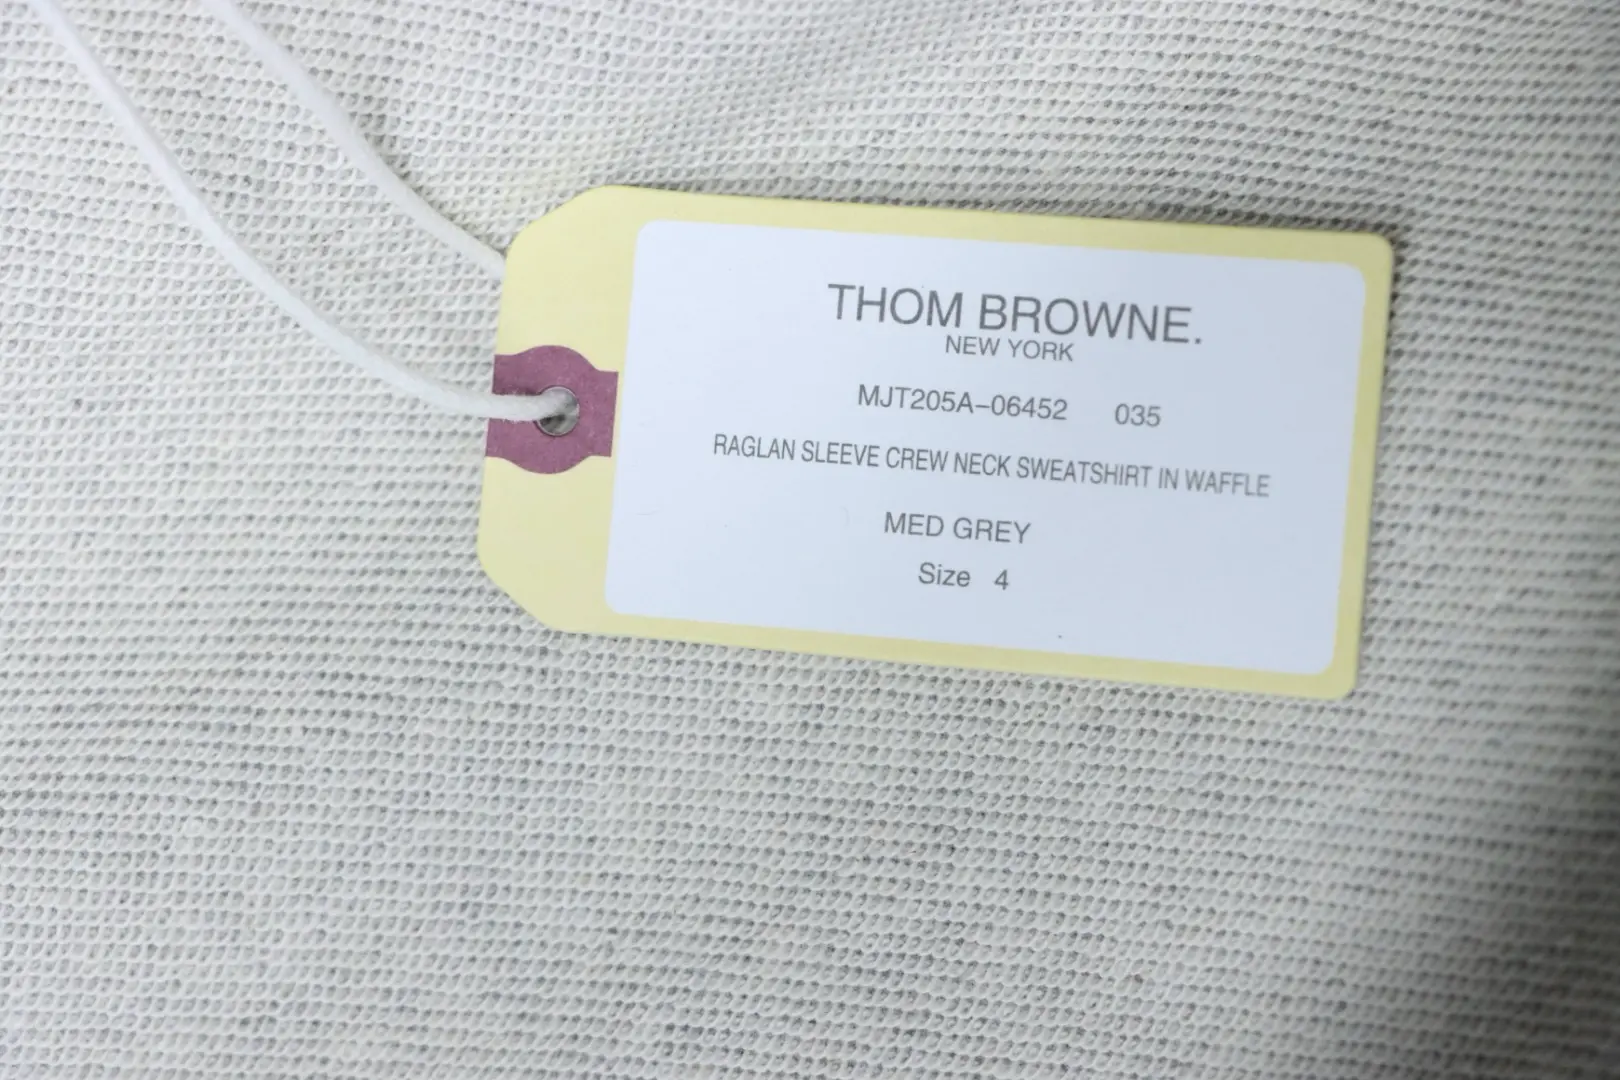 THOM BROWNE.
NEW YORK
MJT205A-06452 035
RAGLAN SLEEVE CREW NECK SWEATSHIRT IN WAFFLE
MED GREY
Size 4